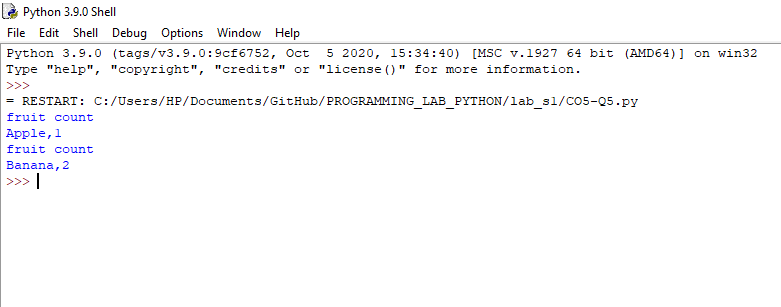 Python 3.9.0 Shell
File Edit Shell Debug Options Window Help
Python 3.9.0 (tags/v3.9.0:9cf6752, Oct  5 2020, 15:34:40) [MSC v.1927 64 bit (AMD64)] on win32
Type "help", "copyright", "credits" or "license()" for more information.
>>>
= RESTART: C:/Users/HP/Documents/GitHub/PROGRAMMING_LAB_PYTHON/lab_s1/CO5-Q5.py
fruit count
Apple,1
fruit count
Banana,2
>>>